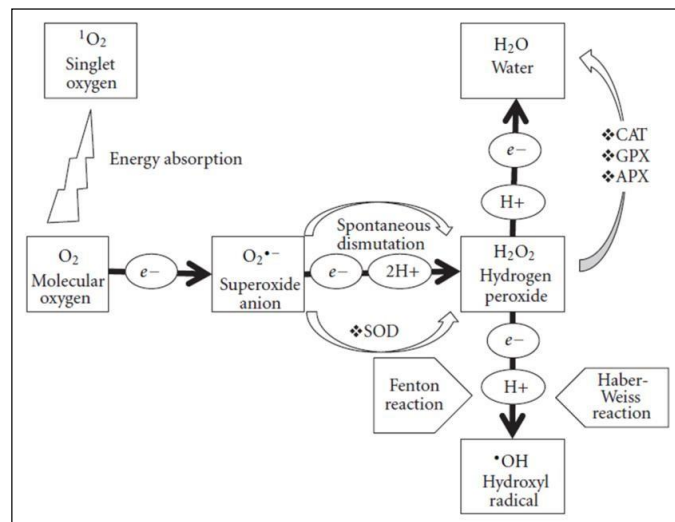 ¹O₂
Singlet
oxygen
H₂O
Water
Energy absorption
e−
H+
❖CAT
❖GPX
❖APX
O₂
Molecular
oxygen
e−
O₂•−
Superoxide
anion
Spontaneous
dismutation
e−
2H+
❖SOD
H₂O₂
Hydrogen
peroxide
e−
H+
Fenton
reaction
Haber-
Weiss
reaction
•OH
Hydroxyl
radical